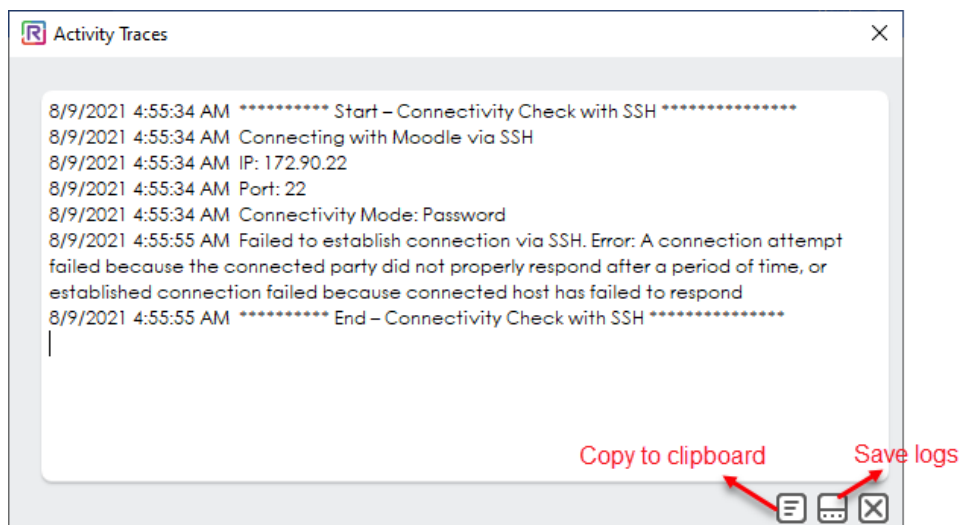 Activity Traces
8/9/2021 4:55:34 AM ********** Start – Connectivity Check with SSH ***************
8/9/2021 4:55:34 AM Connecting with Moodle via SSH
8/9/2021 4:55:34 AM IP: 172.90.22
8/9/2021 4:55:34 AM Port: 22
8/9/2021 4:55:34 AM Connectivity Mode: Password
8/9/2021 4:55:55 AM Failed to establish connection via SSH. Error: A connection attempt
failed because the connected party did not properly respond after a period of time, or
established connection failed because connected host has failed to respond
8/9/2021 4:55:55 AM ********** End – Connectivity Check with SSH ***************
Copy to clipboard
Save logs